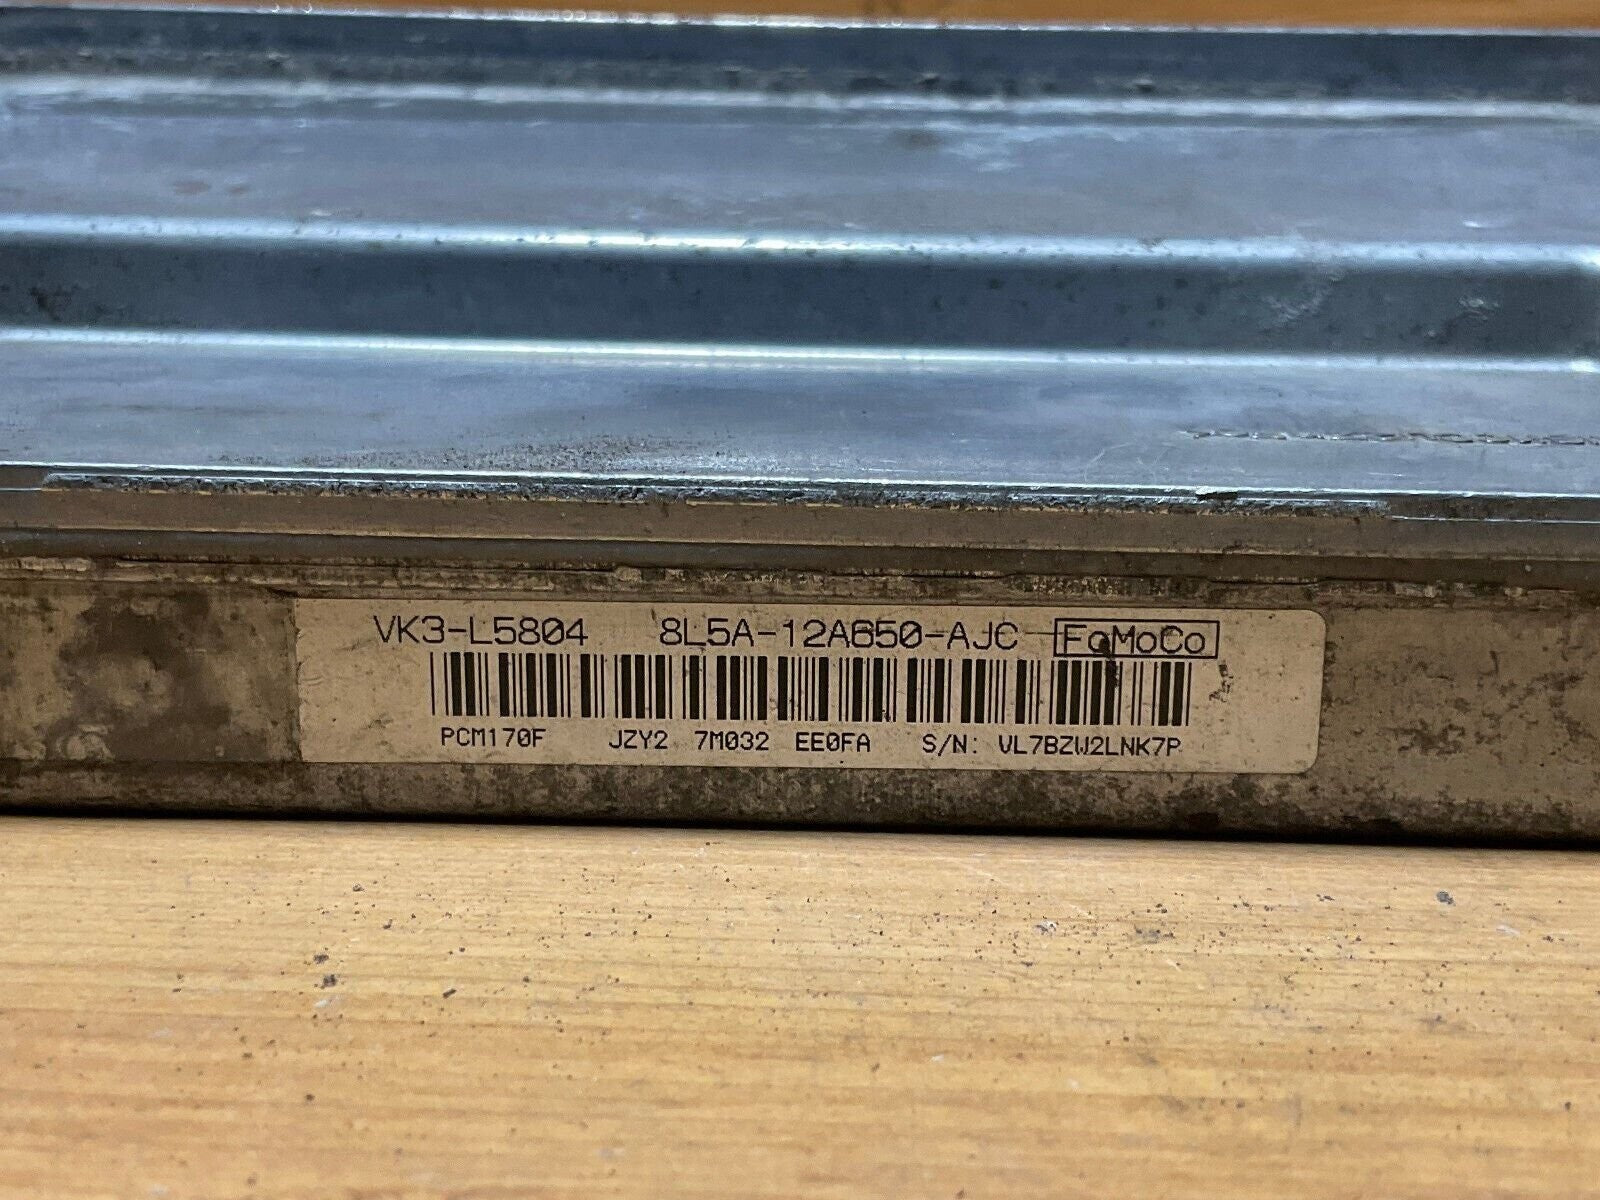 VK3-L5804 8L5A-12A650-AJC FoMoCo
PCM170F JZY2 7M032 EE0FA S/N: VL7BZW2LNK7P